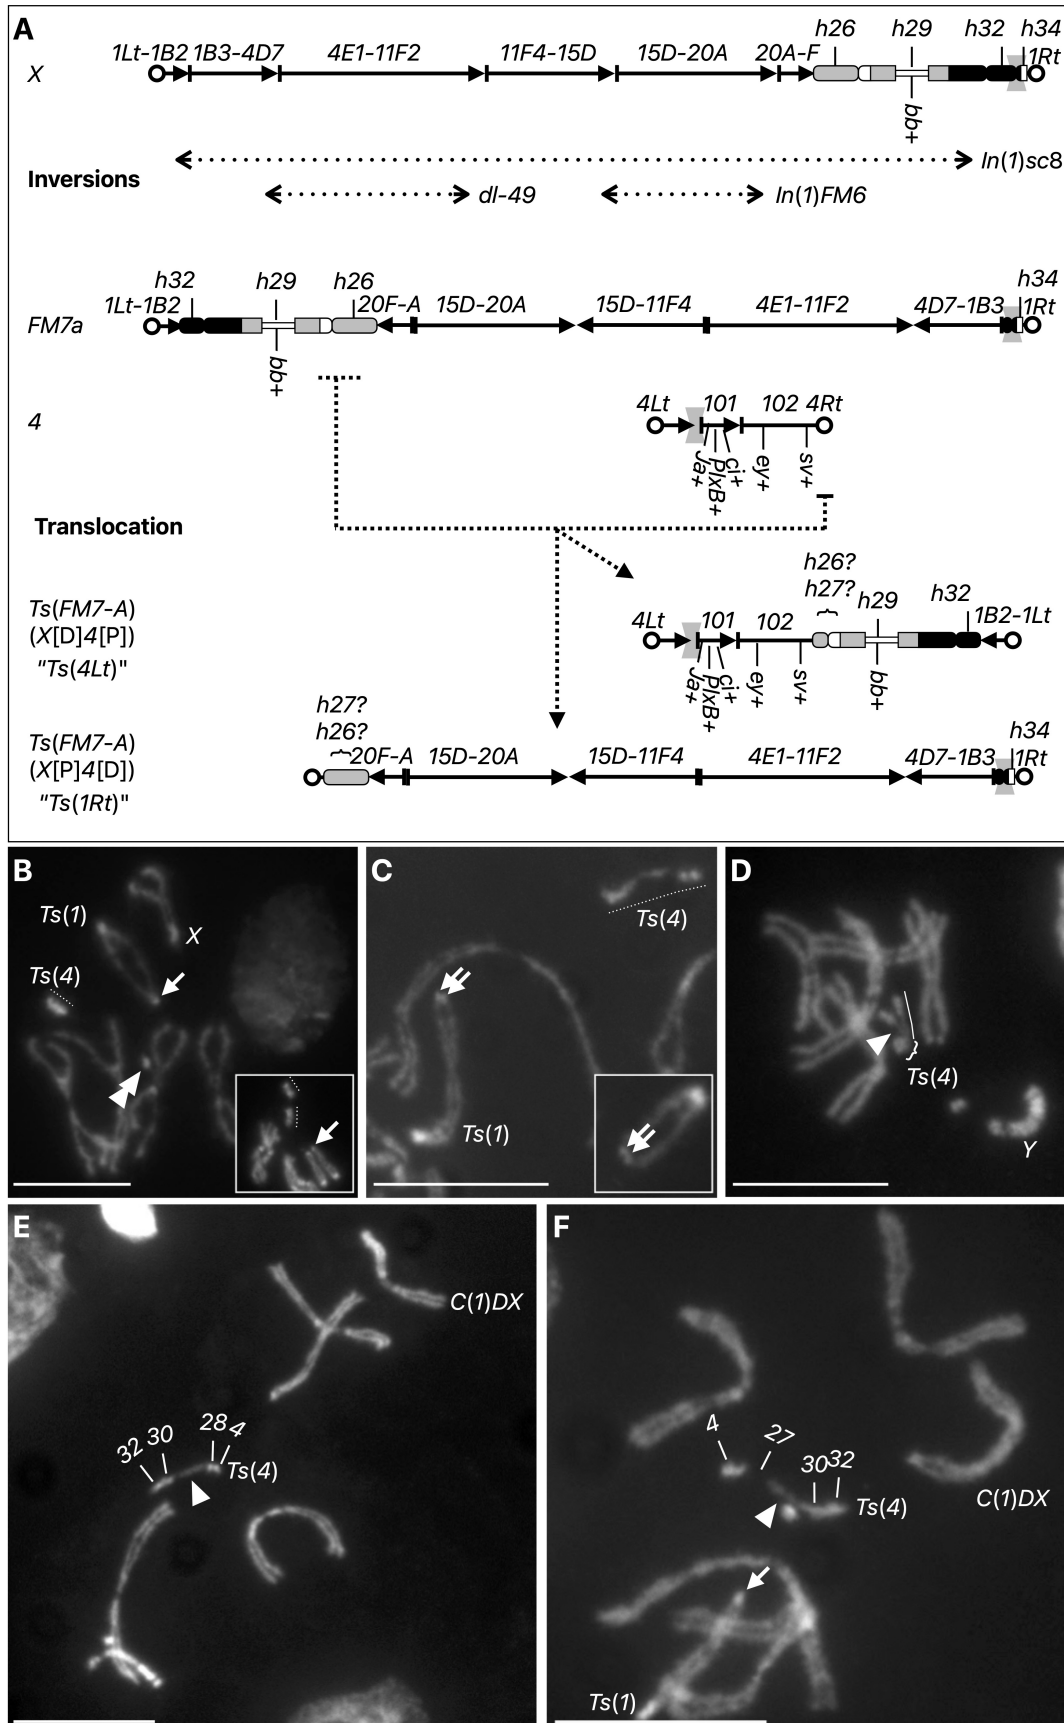 A
h26 h29 h32 h34
1Lt-1B2 1B3-4D7 4E1-11F2 11F4-15D 15D-20A 20A-F 1Rt
X
bb+
In(1)sc8
Inversions
dl-49 In(1)FM6
h32 h29 h26 h34
1Lt-1B2 20F-A 15D-20A 15D-11F4 4E1-11F2 4D7-1B3 1Rt
FM7a
bb+
4Lt 101 102 4Rt
4
Ja+ PlxB+ ci+ ey+ sv+
Translocation
h26?
h27? h29 h32
Ts(FM7-A)
(X[D]4[P])
"Ts(4Lt)"
4Lt 101 102 1B2-1Lt
Ja+ PlxB+ ci+ ey+ sv+ bb+
h27?
h26? h34
Ts(FM7-A)
(X[P]4[D])
"Ts(1Rt)"
20F-A 15D-20A 15D-11F4 4E1-11F2 4D7-1B3 1Rt
B
Ts(1)
X
Ts(4)
C
Ts(4)
Ts(1)
D
Ts(4)
Y
E
C(1)DX
32 30 28 4
Ts(4)
F
4 27 30 32
Ts(4)
C(1)DX
Ts(1)